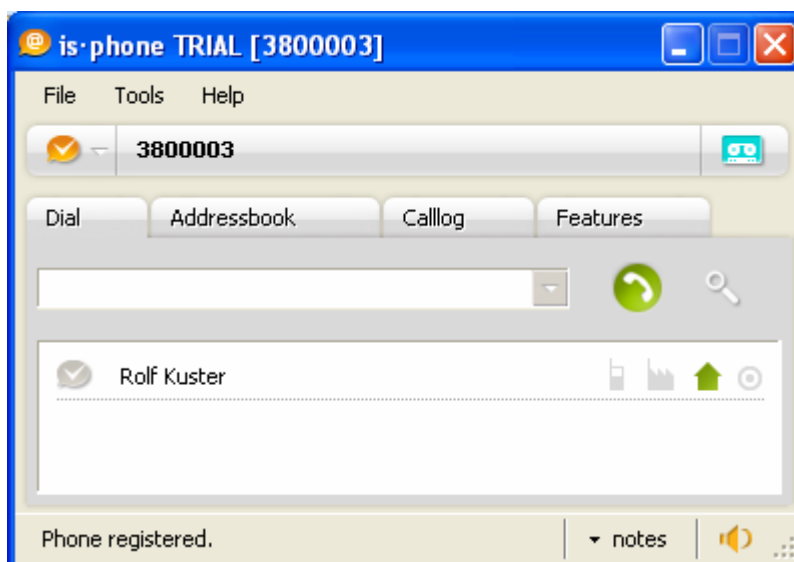 is·phone TRIAL [3800003]
File Tools Help
3800003
Dial Addressbook Calllog Features
Rolf Kuster
Phone registered. notes